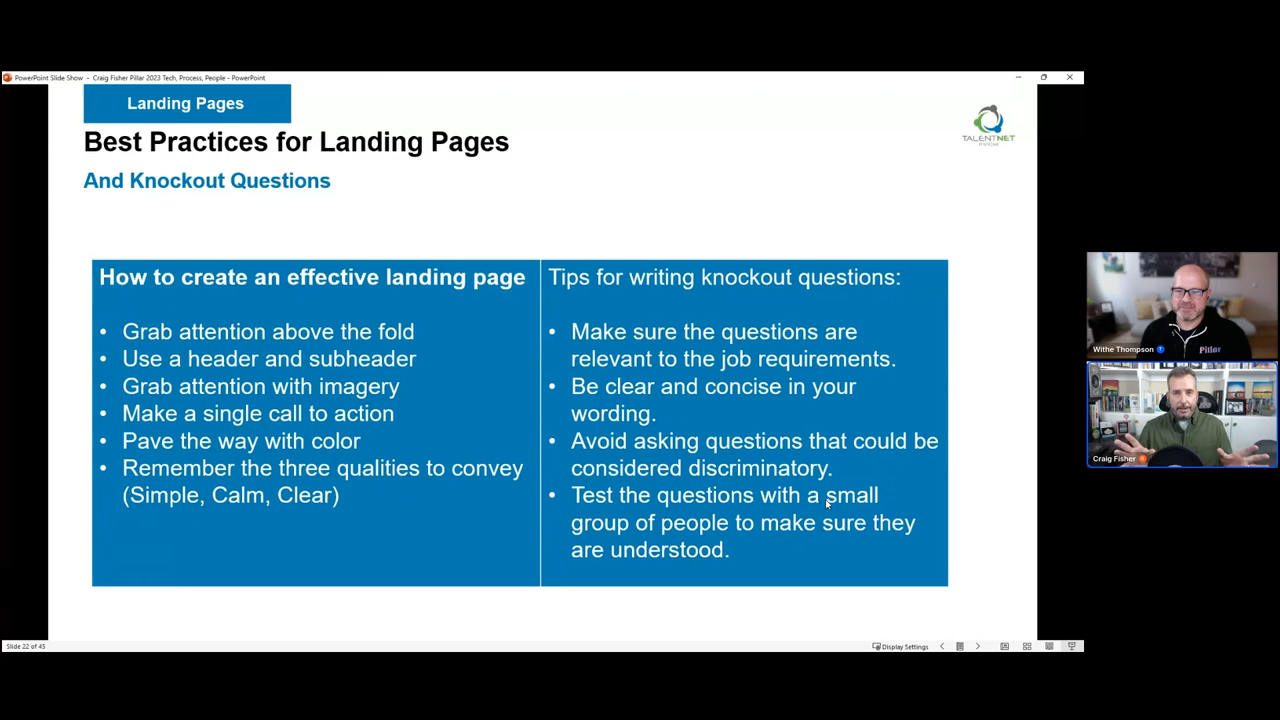 PowerPoint Slide Show - Craig Fisher Pillar 2023 Tech, Process, People - PowerPoint
Landing Pages
Best Practices for Landing Pages
And Knockout Questions
TALENTNET
How to create an effective landing page
• Grab attention above the fold
• Use a header and subheader
• Grab attention with imagery
• Make a single call to action
• Pave the way with color
• Remember the three qualities to convey
(Simple, Calm, Clear)
Tips for writing knockout questions:
• Make sure the questions are
relevant to the job requirements.
• Be clear and concise in your
wording.
• Avoid asking questions that could be
considered discriminatory.
• Test the questions with a small
group of people to make sure they
are understood.
Pillar
Withe Thompson
Craig Fisher
Slide 22 of 45
Display Settings